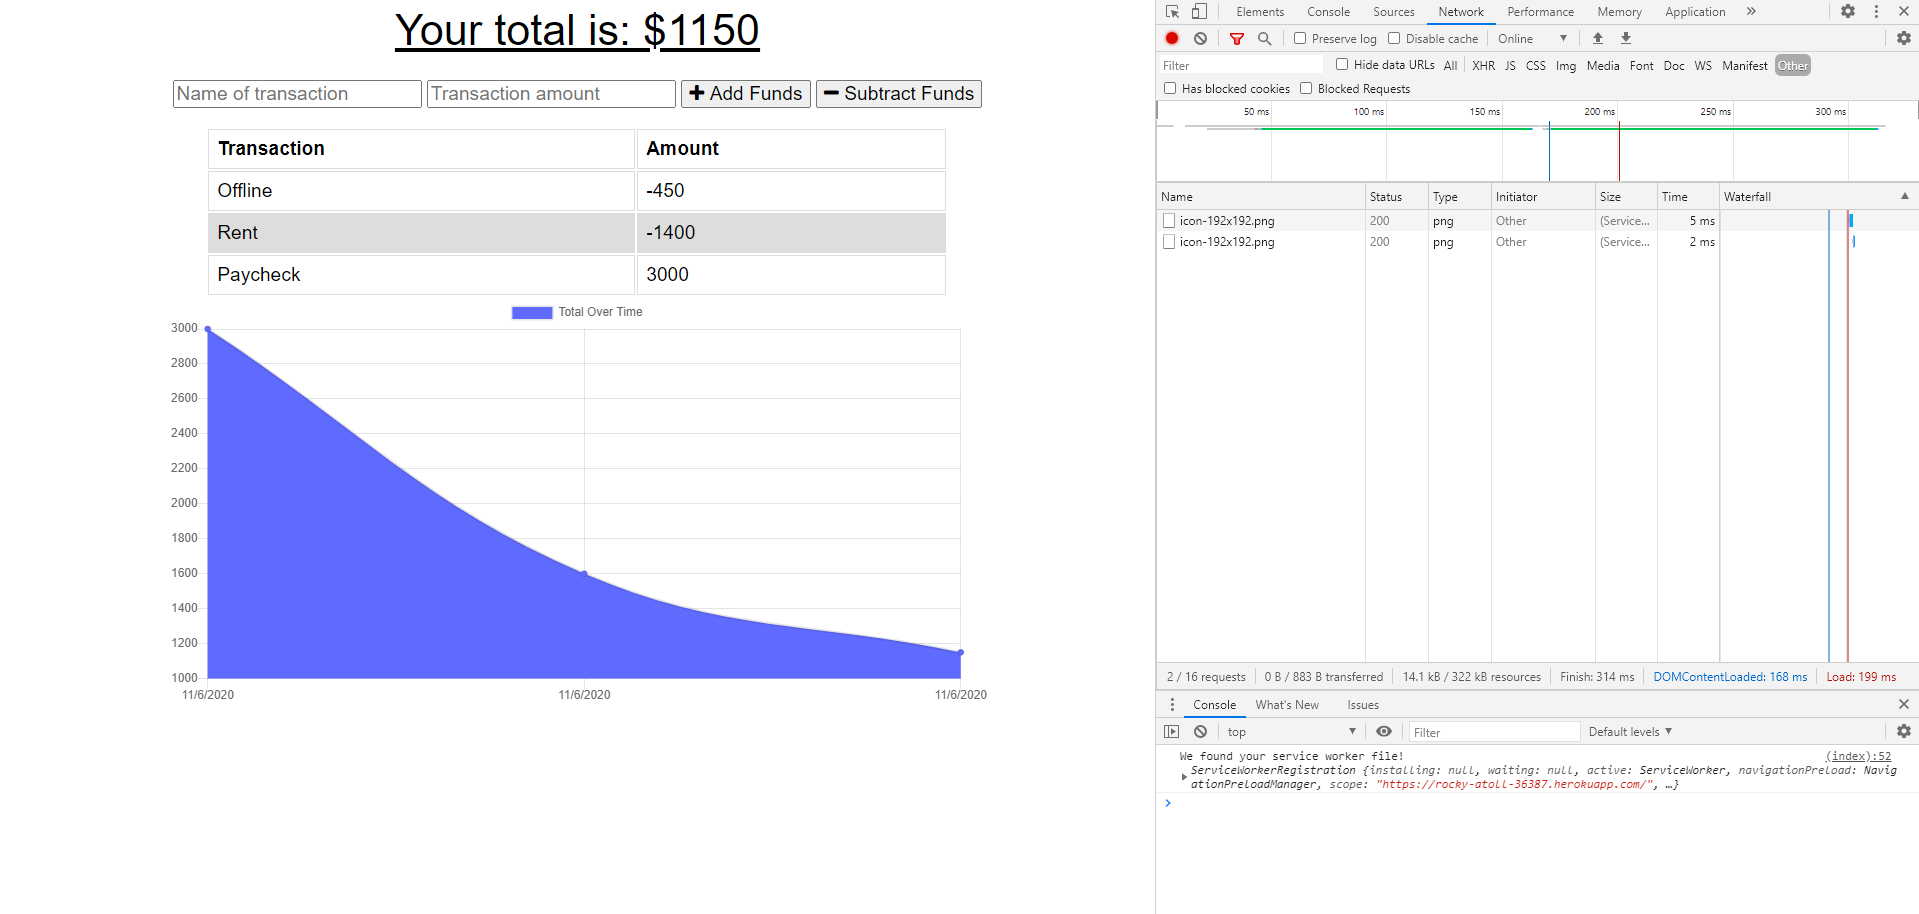 Your total is: $1150
Name of transaction Transaction amount Add Funds Subtract Funds
Transaction Amount
Offline -450
Rent -1400
Paycheck 3000
Total Over Time
3000
2800
2600
2400
2200
2000
1800
1600
1400
1200
1000
11/6/2020 11/6/2020 11/6/2020
Elements Console Sources Network Performance Memory Application
Preserve log Disable cache Online
Filter Hide data URLs All XHR JS CSS Img Media Font Doc WS Manifest Other
Has blocked cookies Blocked Requests
50 ms 100 ms 150 ms 200 ms 250 ms 300 ms
Name Status Type Initiator Size Time Waterfall
icon-192x192.png 200 png Other (Service... 5 ms
icon-192x192.png 200 png Other (Service... 2 ms
2 / 16 requests 0 B / 883 B transferred 14.1 kB / 322 kB resources Finish: 314 ms DOMContentLoaded: 168 ms Load: 199 ms
Console What's New Issues
top Filter Default levels
We found your service worker file! (index):52
ServiceWorkerRegistration {installing: null, waiting: null, active: ServiceWorker, navigationPreload: Navig
ationPreloadManager, scope: "https://rocky-atoll-36387.herokuapp.com/", …}